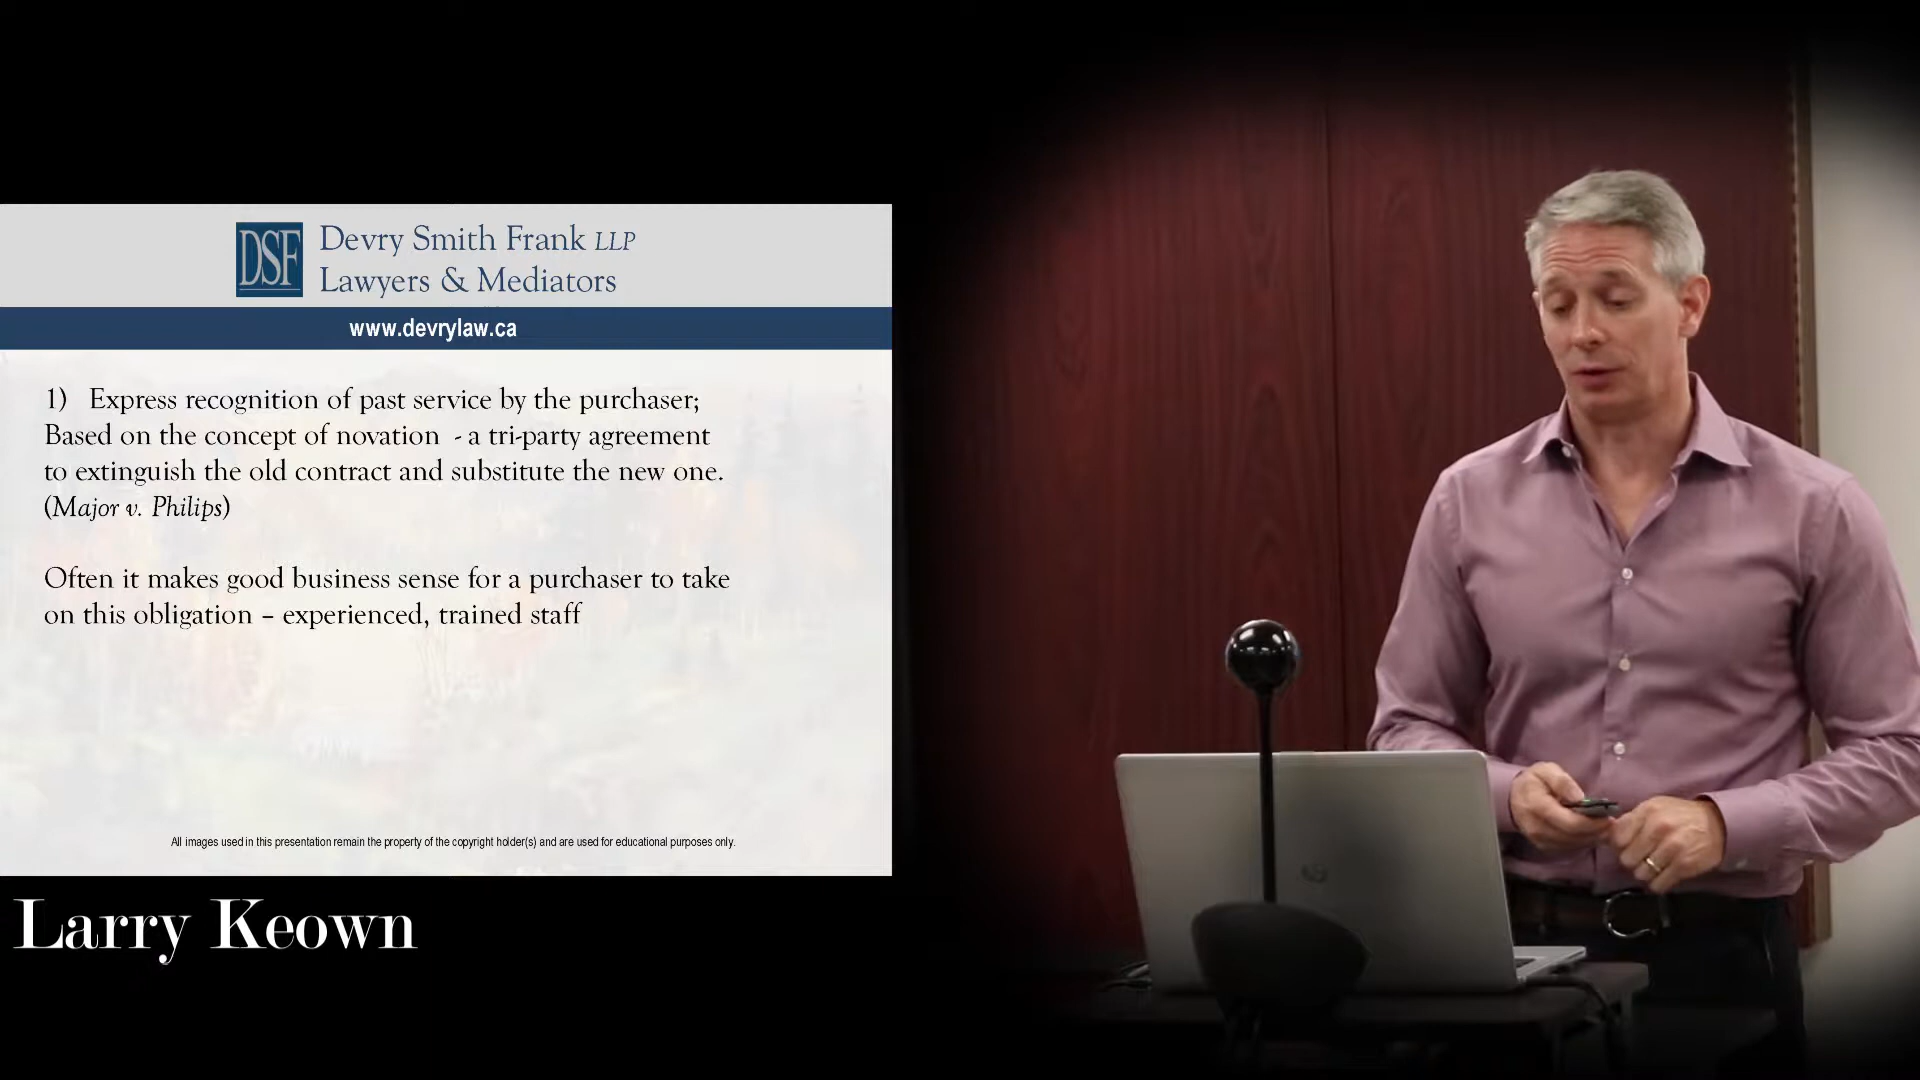 DSF
Devry Smith Frank LLP
Lawyers & Mediators
www.devrylaw.ca
1) Express recognition of past service by the purchaser;
Based on the concept of novation - a tri-party agreement
to extinguish the old contract and substitute the new one.
(Major v. Philips)
Often it makes good business sense for a purchaser to take
on this obligation – experienced, trained staff
All images used in this presentation remain the property of the copyright holder(s) and are used for educational purposes only.
Larry Keown